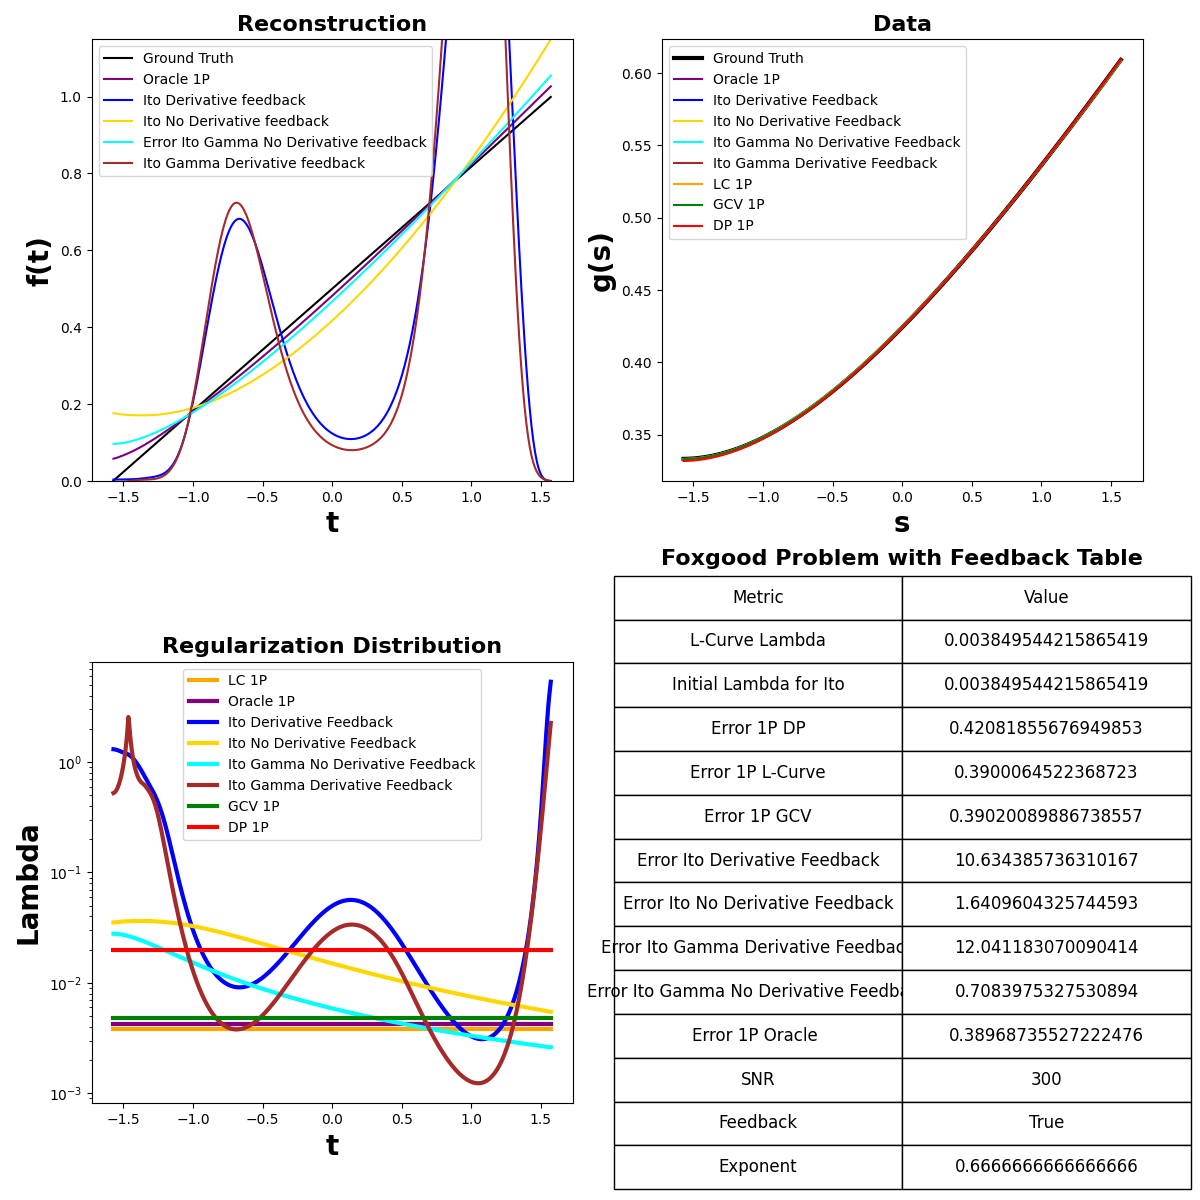 Reconstruction
Ground Truth
Oracle 1P
Ito Derivative feedback
Ito No Derivative feedback
Error Ito Gamma No Derivative feedback
Ito Gamma Derivative feedback
1.0
0.8
0.6
0.4
0.2
0.0
f(t)
−1.5 −1.0 −0.5 0.0 0.5 1.0 1.5
t
Data
Ground Truth
Oracle 1P
Ito Derivative Feedback
Ito No Derivative Feedback
Ito Gamma No Derivative Feedback
Ito Gamma Derivative Feedback
LC 1P
GCV 1P
DP 1P
0.60
0.55
0.50
0.45
0.40
0.35
g(s)
−1.5 −1.0 −0.5 0.0 0.5 1.0 1.5
s
Regularization Distribution
LC 1P
Oracle 1P
Ito Derivative Feedback
Ito No Derivative Feedback
Ito Gamma No Derivative Feedback
Ito Gamma Derivative Feedback
GCV 1P
DP 1P
10⁰
10⁻¹
10⁻²
10⁻³
Lambda
−1.5 −1.0 −0.5 0.0 0.5 1.0 1.5
t
Foxgood Problem with Feedback Table
Metric Value
L-Curve Lambda 0.003849544215865419
Initial Lambda for Ito 0.003849544215865419
Error 1P DP 0.42081855676949853
Error 1P L-Curve 0.3900064522368723
Error 1P GCV 0.39020089886738557
Error Ito Derivative Feedback 10.634385736310167
Error Ito No Derivative Feedback 1.6409604325744593
Error Ito Gamma Derivative Feedbac 12.041183070090414
Error Ito Gamma No Derivative Feedba 0.7083975327530894
Error 1P Oracle 0.38968735527222476
SNR 300
Feedback True
Exponent 0.6666666666666666